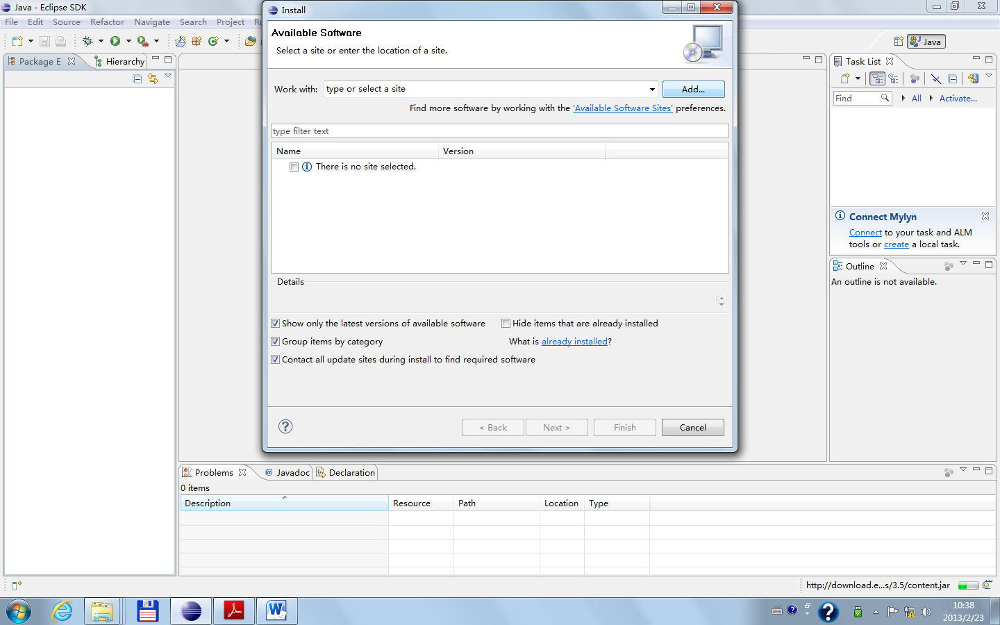 Java - Eclipse SDK
File Edit Source Refactor Navigate Search Project
Java
Package E
Hierarchy
Install
Available Software
Select a site or enter the location of a site.
Work with:
type or select a site
Add...
Find more software by working with the 'Available Software Sites' preferences.
type filter text
Name Version
There is no site selected.
Details
Show only the latest versions of available software
Hide items that are already installed
Group items by category
What is already installed?
Contact all update sites during install to find required software
< Back
Next >
Finish
Cancel
Task List
Find
All
Activate...
Connect Mylyn
Connect to your task and ALM
tools or create a local task.
Outline
An outline is not available.
Problems
@ Javadoc
Declaration
0 items
Description Resource Path Location Type
http://download.e...s/3.5/content.jar
10:38
2013/2/23